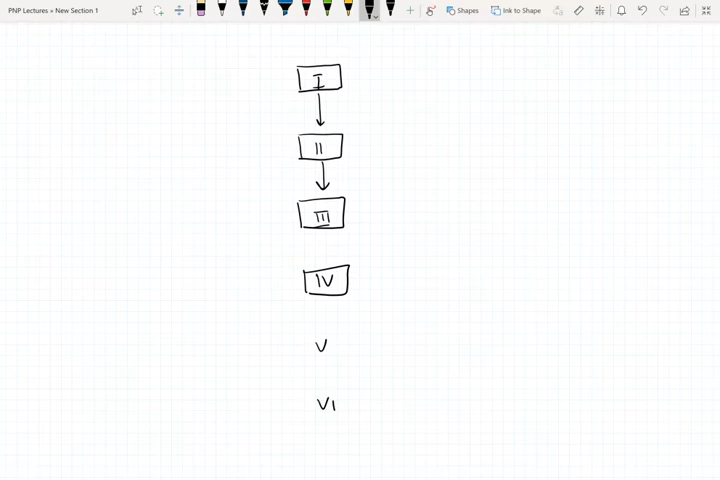 PNP Lectures » New Section 1
Shapes
Ink to Shape
I
II
III
IV
V
VI